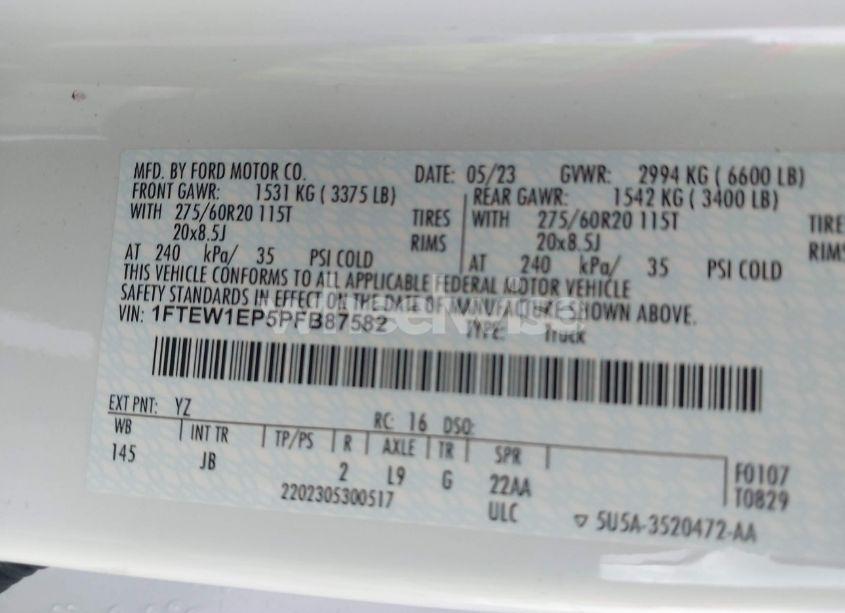 MFD. BY FORD MOTOR CO. DATE: 05/23 GVWR: 2994 KG ( 6600 LB)
FRONT GAWR: 1531 KG ( 3375 LB) REAR GAWR: 1542 KG ( 3400 LB)
WITH 275/60R20 115T TIRES WITH 275/60R20 115T TIRE
20x8.5J RIMS 20x8.5J RIMS
AT 240 kPa/ 35 PSI COLD AT 240 kPa/ 35 PSI COLD
THIS VEHICLE CONFORMS TO ALL APPLICABLE FEDERAL MOTOR VEHICLE
SAFETY STANDARDS IN EFFECT ON THE DATE OF MANUFACTURE SHOWN ABOVE.
VIN: 1FTEW1EP5PFB87582 TYPE: Truck
EXT PNT: YZ RC: 16 DSO:
WB INT TR TP/PS R AXLE TR SPR
145 JB 2 L9 G 22AA F0107
2202305300517 ULC T0829
▽ 5U5A-3520472-AA